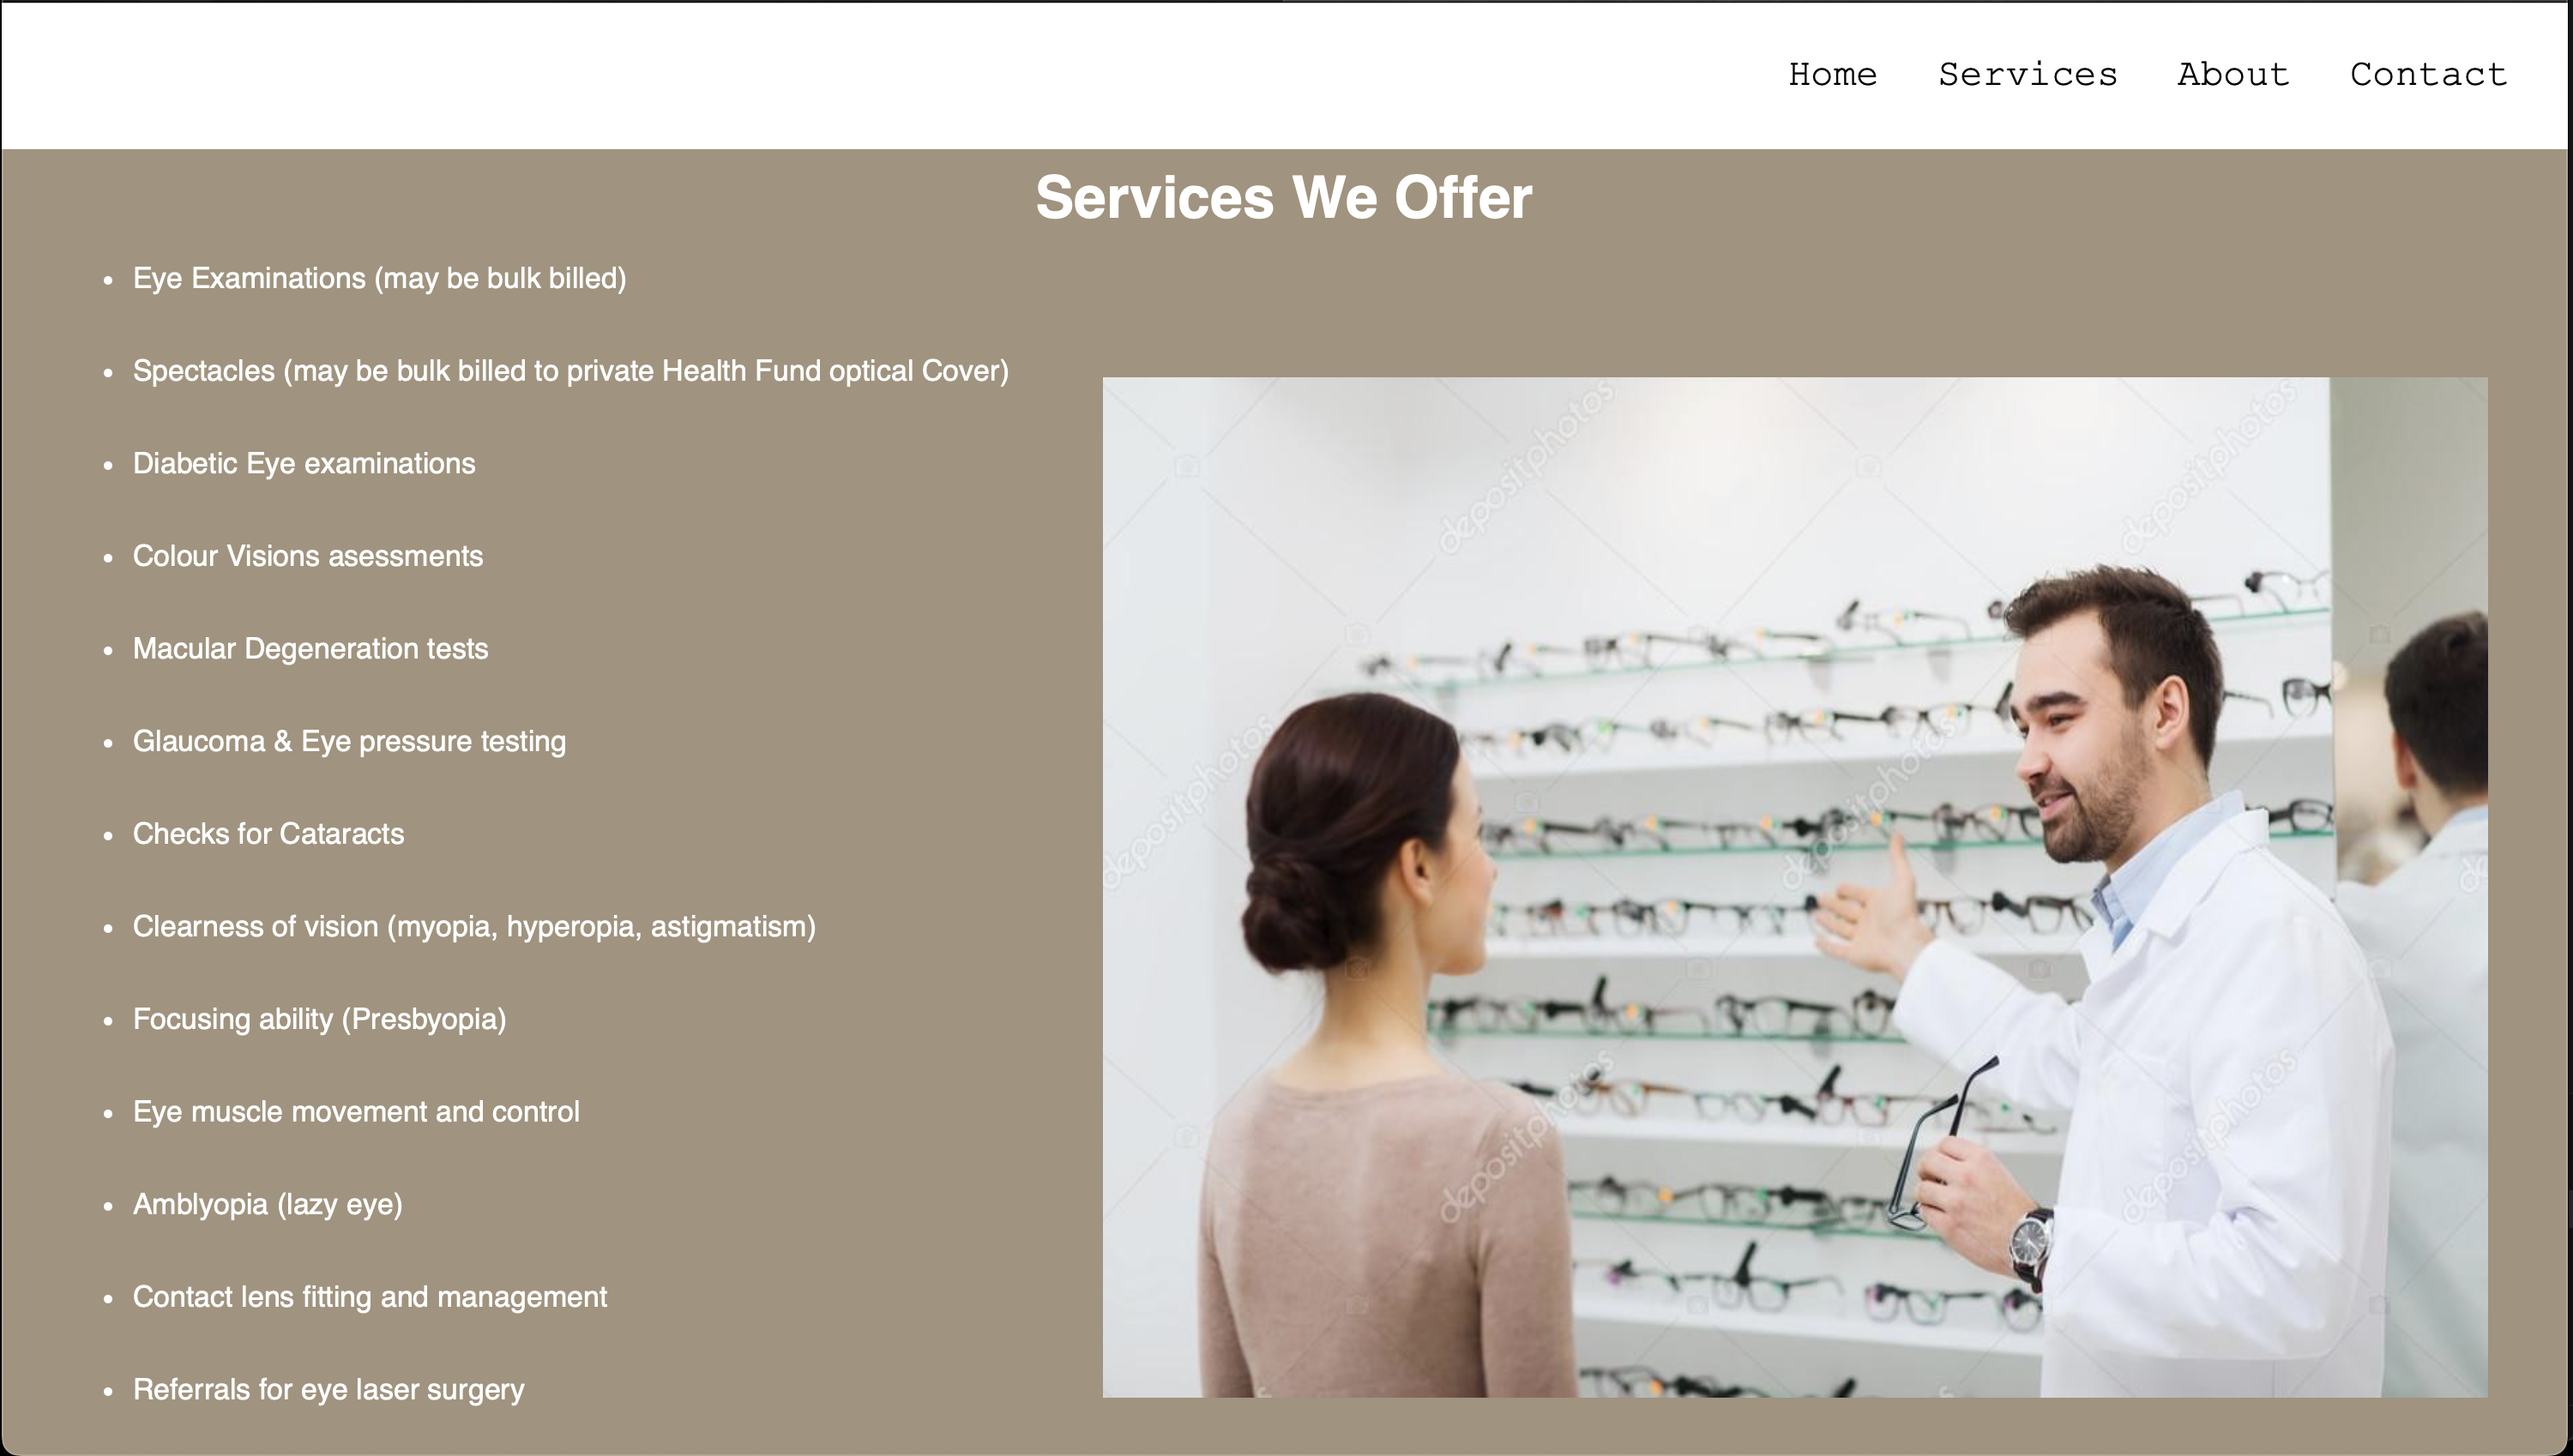 Home Services About Contact
Services We Offer
Eye Examinations (may be bulk billed)
Spectacles (may be bulk billed to private Health Fund optical Cover)
Diabetic Eye examinations
Colour Visions asessments
Macular Degeneration tests
Glaucoma & Eye pressure testing
Checks for Cataracts
Clearness of vision (myopia, hyperopia, astigmatism)
Focusing ability (Presbyopia)
Eye muscle movement and control
Amblyopia (lazy eye)
Contact lens fitting and management
Referrals for eye laser surgery
depositphotos
depositphotos
depositphotos
depositphotos
depositphotos
depositphotos